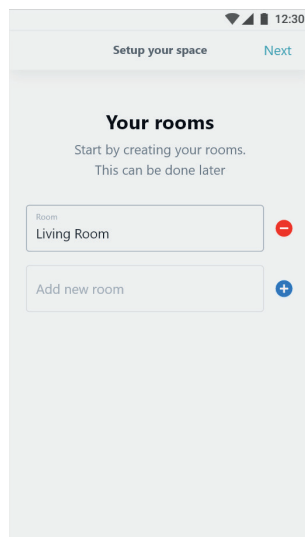 12:30
Setup your space
Next
Your rooms
Start by creating your rooms.
This can be done later
Room
Living Room
Add new room